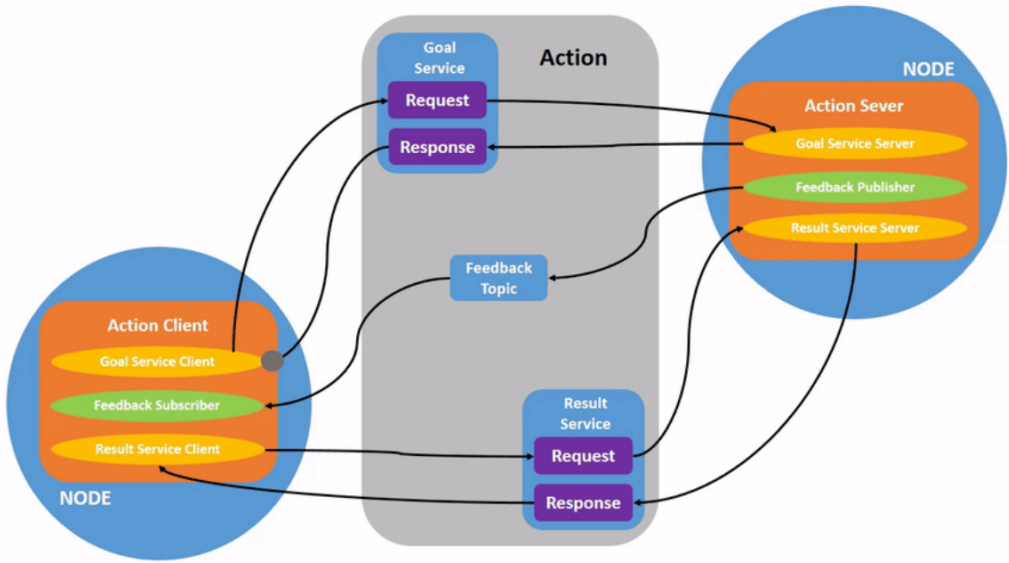 Goal
Service
Request
Response
Action
NODE
Action Sever
Goal Service Server
Feedback Publisher
Result Service Server
Feedback
Topic
Action Client
Goal Service Client
Feedback Subscriber
Result Service Client
NODE
Result
Service
Request
Response